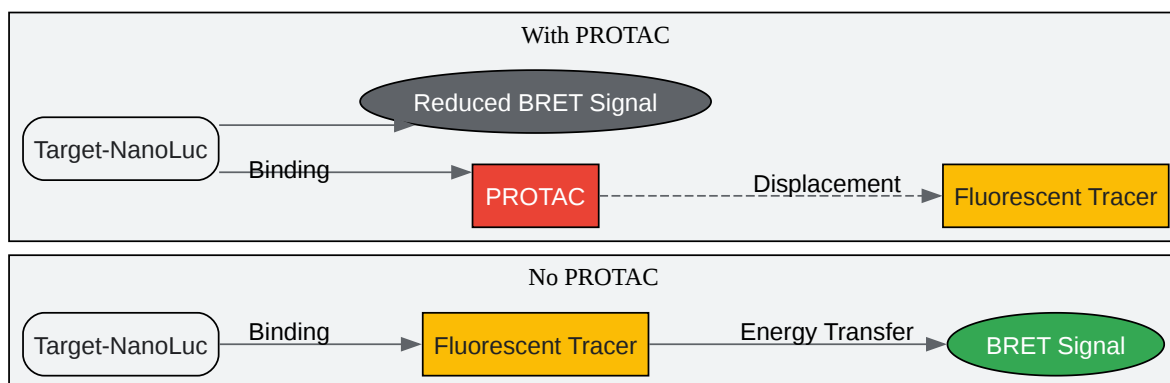 With PROTAC
Reduced BRET Signal
Target-NanoLuc
Binding
PROTAC
Displacement
Fluorescent Tracer
No PROTAC
Target-NanoLuc
Binding
Fluorescent Tracer
Energy Transfer
BRET Signal